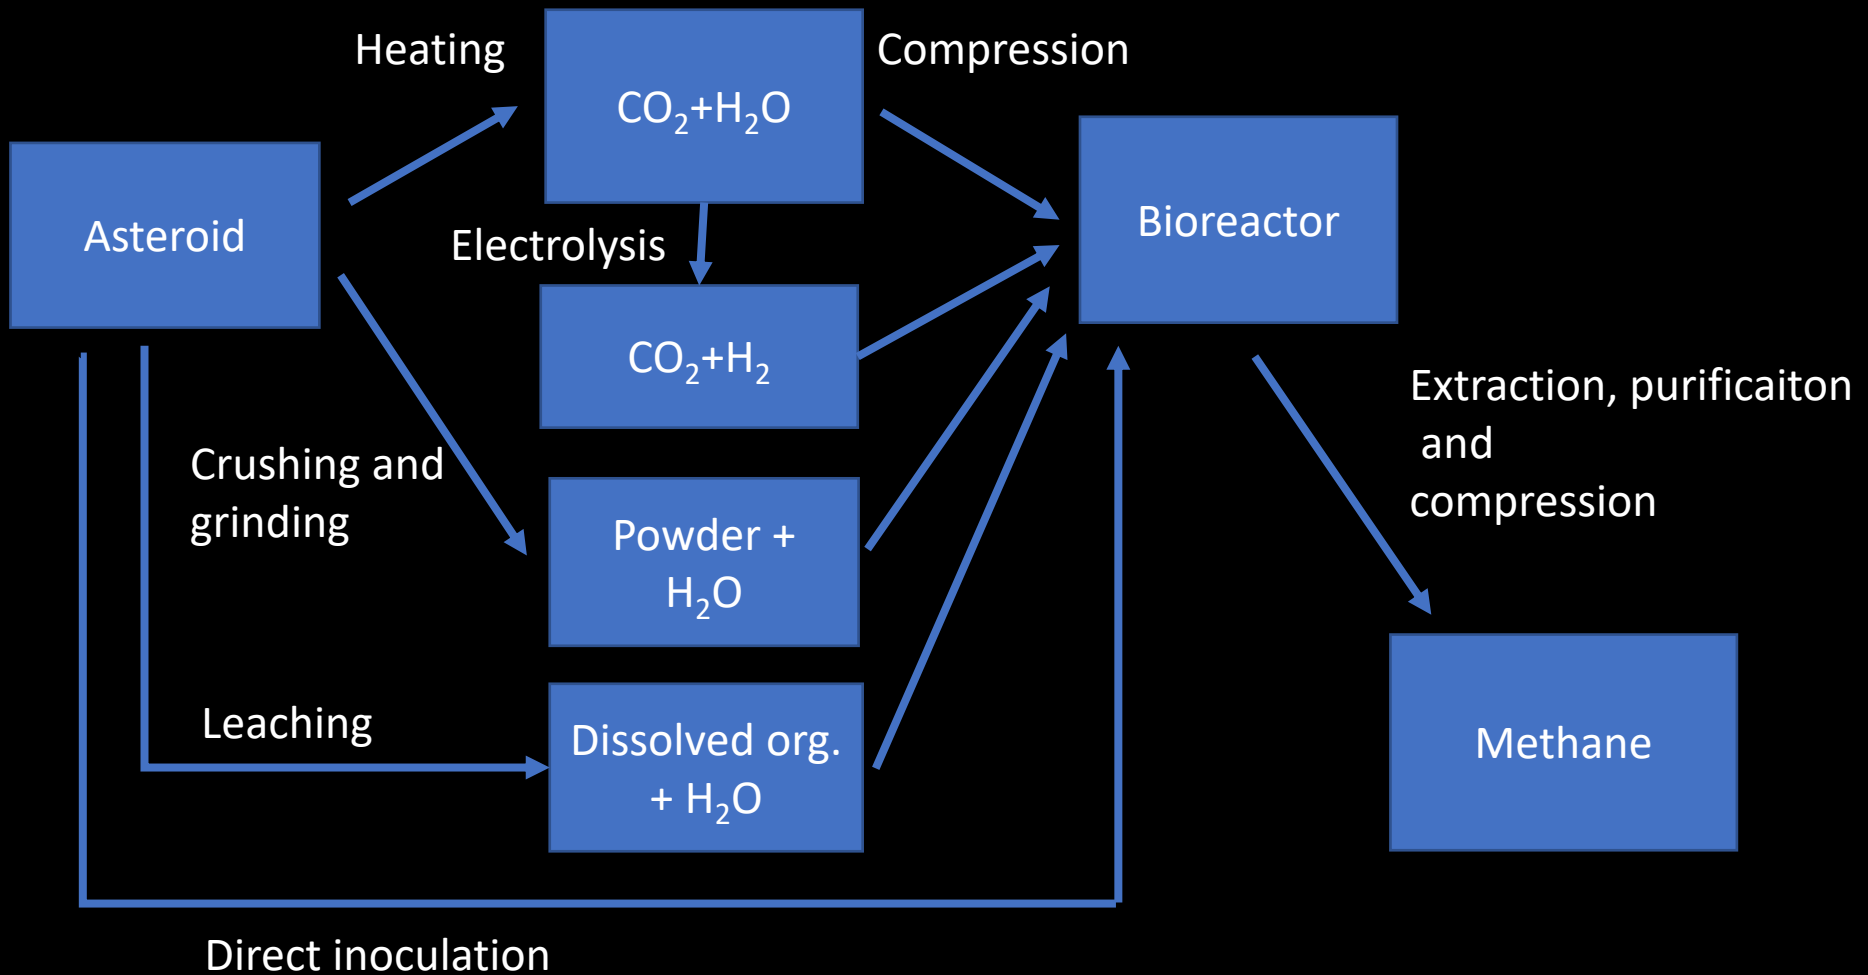 Heating
Compression
CO₂+H₂O
Asteroid
Bioreactor
Electrolysis
CO₂+H₂
Extraction, purificaiton
and
compression
Crushing and
grinding
Powder +
H₂O
Leaching
Dissolved org.
+ H₂O
Methane
Direct inoculation